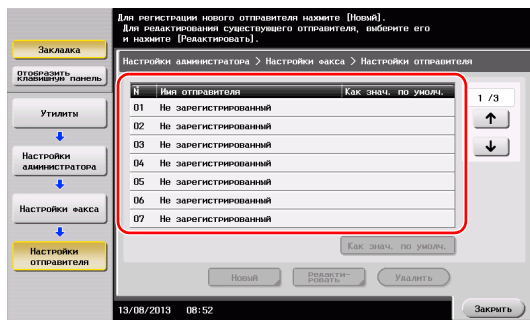 Для регистрации нового отправителя нажмите [Новый].
Для редактирования существующего отправителя, выберите его
и нажмите [Редактировать].
Закладка
Отобразить
клавишную панель
Утилиты
Настройки
администратора
Настройки факса
Настройки
отправителя
Настройки администратора > Настройки факса > Настройки отправителя
N Имя отправителя Как знач. по умолч.
01 Не зарегистрированный
02 Не зарегистрированный
03 Не зарегистрированный
04 Не зарегистрированный
05 Не зарегистрированный
06 Не зарегистрированный
07 Не зарегистрированный
1 /3
Как знач. по умолч.
Новый
Редакти-
ровать
Удалить
13/08/2013 08:52
Закрыть